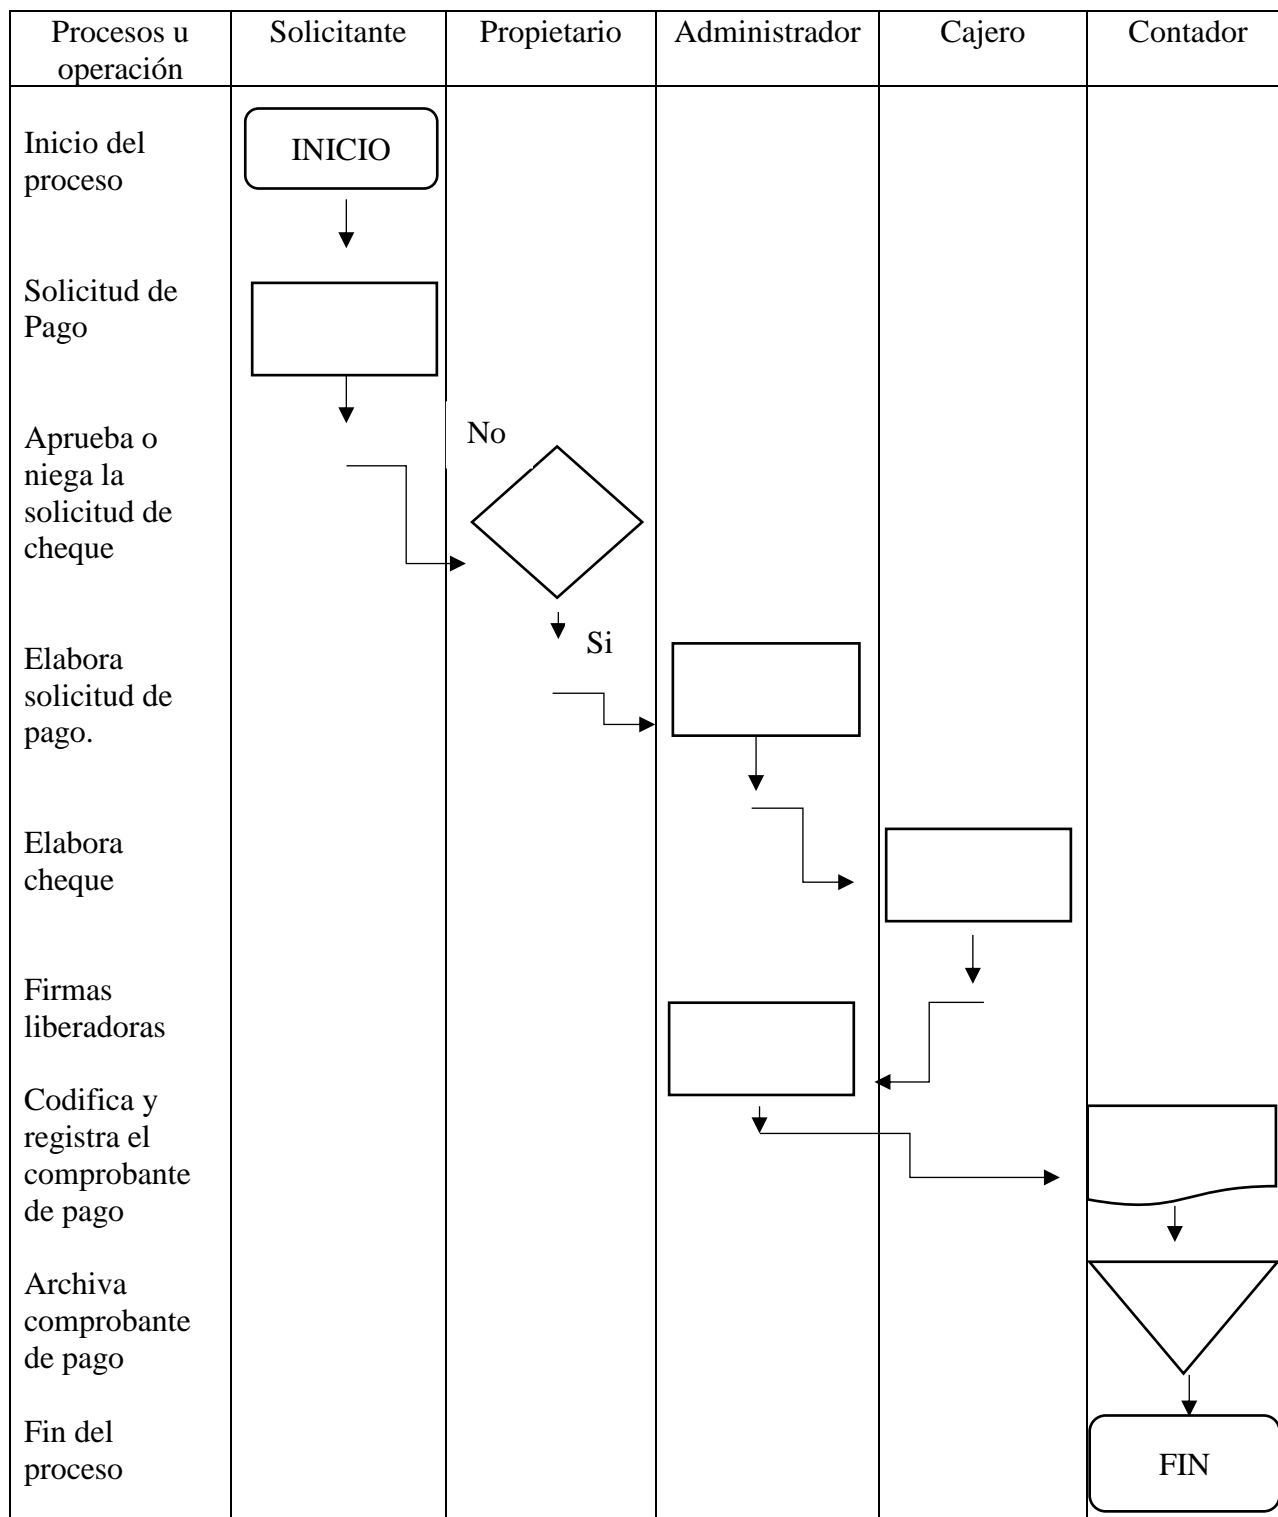 Procesos u
operación
Solicitante
Propietario
Administrador
Cajero
Contador
Inicio del
proceso
INICIO
Solicitud de
Pago
Aprueba o
niega la
solicitud de
cheque
No
Si
Elabora
solicitud de
pago.
Elabora
cheque
Firmas
liberadoras
Codifica y
registra el
comprobante
de pago
Archiva
comprobante
de pago
Fin del
proceso
FIN